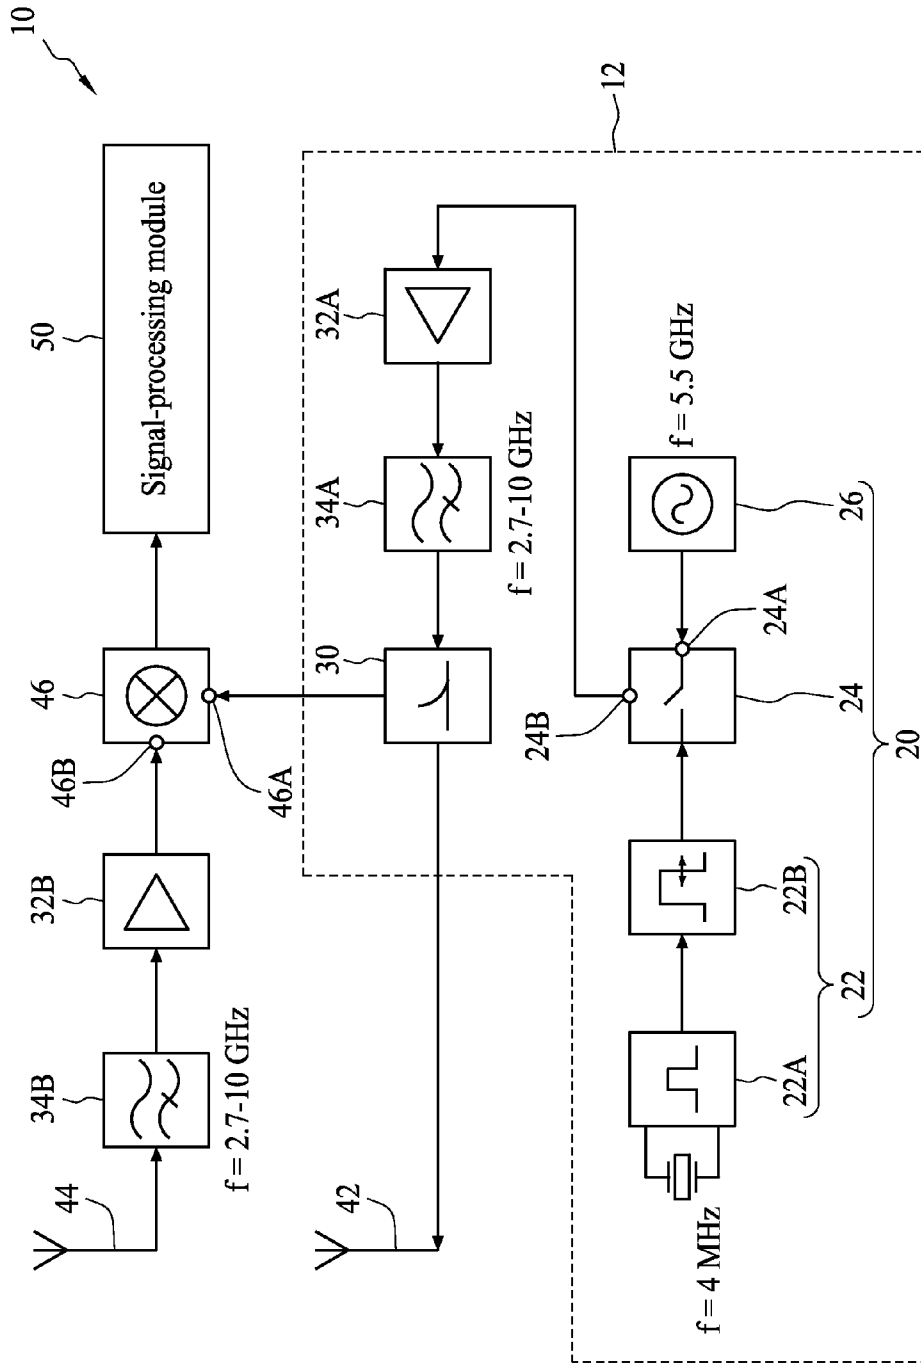 10
44
34B
f = 2.7-10 GHz
32B
46B
46
46A
50
Signal-processing module
12
42
30
34A
f = 2.7-10 GHz
32A
f = 4 MHz
22A
22B
22
24B
24A
24
f = 5.5 GHz
26
20